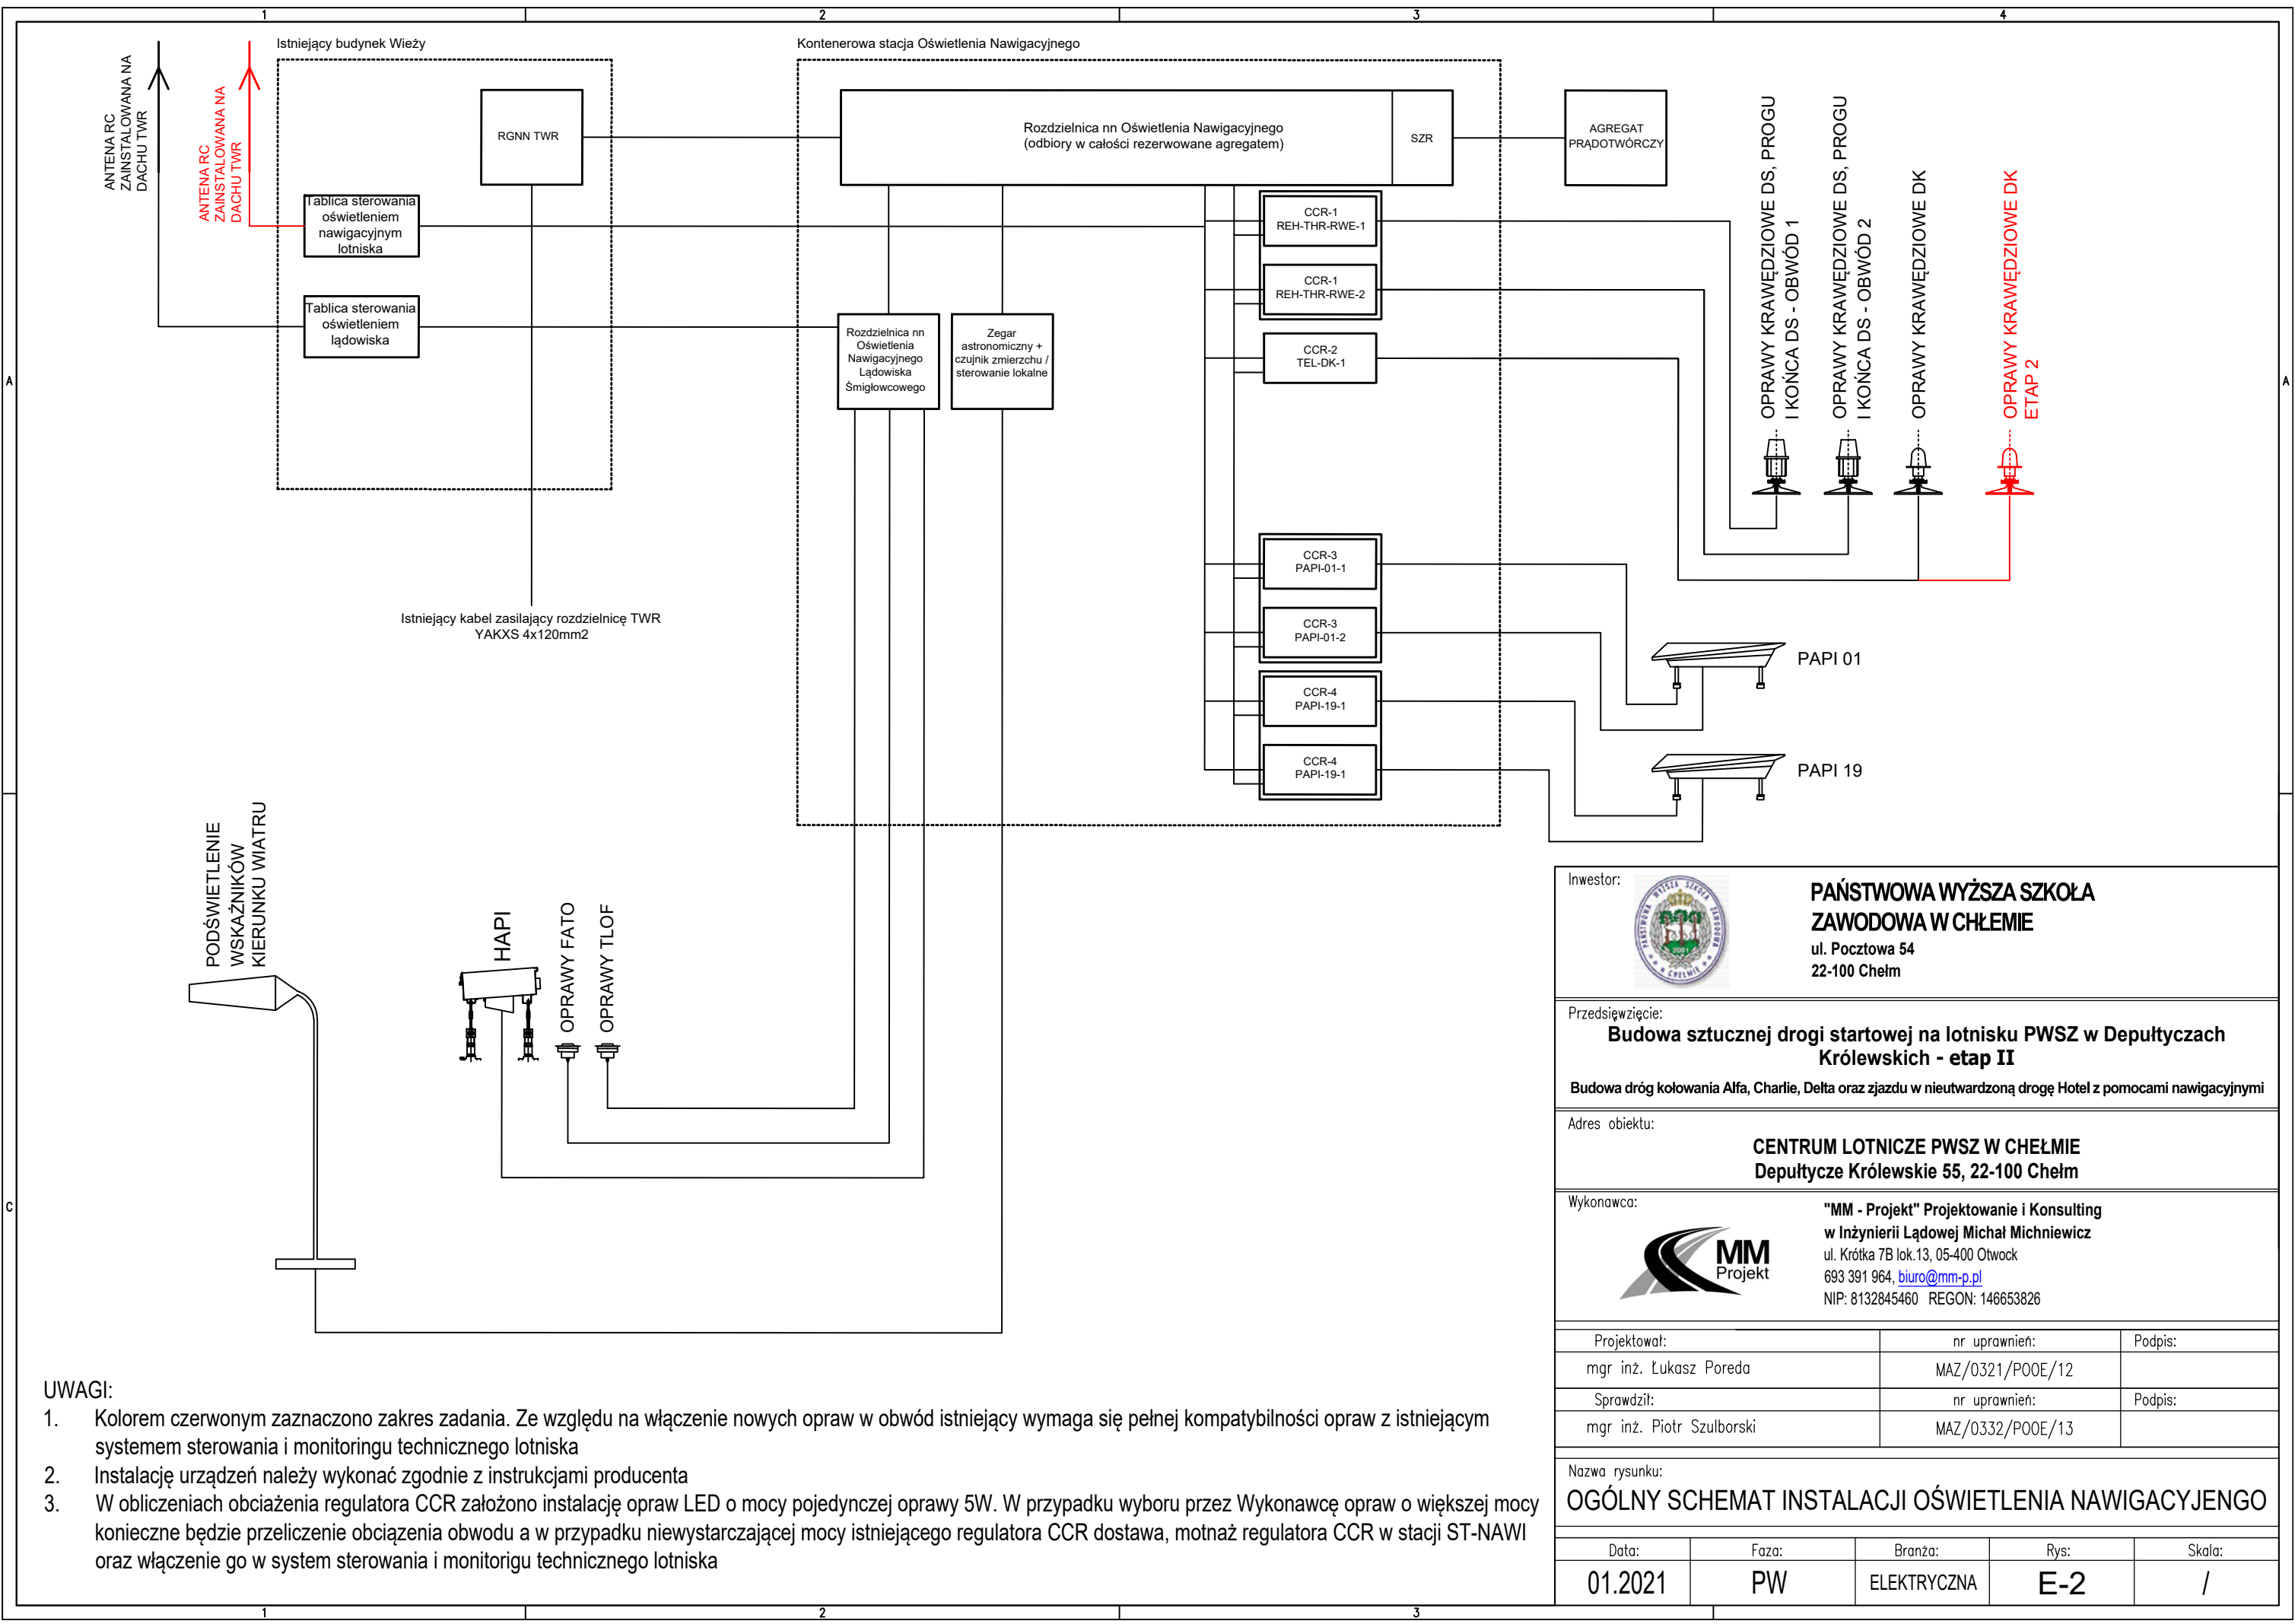 1
2
3
4
Istniejący budynek Wieży
Kontenerowa stacja Oświetlenia Nawigacyjnego
ANTENA RC
ZAINSTALOWANA NA
DACHU TWR
ANTENA RC
ZAINSTALOWANA NA
DACHU TWR
RGNN TWR
Rozdzielnica nn Oświetlenia Nawigacyjnego
(odbiory w całości rezerwowane agregatem)
SZR
AGREGAT
PRĄDOTWÓRCZY
Tablica sterowania
oświetleniem
nawigacyjnym
lotniska
Tablica sterowania
oświetleniem
lądowiska
Rozdzielnica nn
Oświetlenia
Nawigacyjnego
Lądowiska
Śmigłowcowego
Zegar
astronomiczny +
czujnik zmierzchu /
sterowanie lokalne
CCR-1
REH-THR-RWE-1
CCR-1
REH-THR-RWE-2
CCR-2
TEL-DK-1
CCR-3
PAPI-01-1
CCR-3
PAPI-01-2
CCR-4
PAPI-19-1
CCR-4
PAPI-19-1
OPRAWY KRAWĘDZIOWE DS, PROGU
I KOŃCA DS - OBWÓD 1
OPRAWY KRAWĘDZIOWE DS, PROGU
I KOŃCA DS - OBWÓD 2
OPRAWY KRAWĘDZIOWE DK
OPRAWY KRAWĘDZIOWE DK
ETAP 2
A
A
Istniejący kabel zasilający rozdzielnicę TWR
YAKXS 4x120mm2
PAPI 01
PAPI 19
PODŚWIETLENIE
WSKAŹNIKÓW
KIERUNKU WIATRU
HAPI
OPRAWY FATO
OPRAWY TLOF
C
UWAGI:
1. Kolorem czerwonym zaznaczono zakres zadania. Ze względu na włączenie nowych opraw w obwód istniejący wymaga się pełnej kompatybilności opraw z istniejącym
systemem sterowania i monitoringu technicznego lotniska
2. Instalację urządzeń należy wykonać zgodnie z instrukcjami producenta
3. W obliczeniach obciażenia regulatora CCR założono instalację opraw LED o mocy pojedynczej oprawy 5W. W przypadku wyboru przez Wykonawcę opraw o większej mocy
konieczne będzie przeliczenie obciązenia obwodu a w przypadku niewystarczającej mocy istniejącego regulatora CCR dostawa, motnaż regulatora CCR w stacji ST-NAWI
oraz włączenie go w system sterowania i monitorigu technicznego lotniska
Inwestor:
PAŃSTWOWA WYŻSZA SZKOŁA ZAWODOWA
2001
W CHEŁMIE
PAŃSTWOWA WYŻSZA SZKOŁA
ZAWODOWA W CHŁEMIE
ul. Pocztowa 54
22-100 Chełm
Przedsięwzięcie:
Budowa sztucznej drogi startowej na lotnisku PWSZ w Depułtyczach
Królewskich - etap II
Budowa dróg kołowania Alfa, Charlie, Delta oraz zjazdu w nieutwardzoną drogę Hotel z pomocami nawigacyjnymi
Adres obiektu:
CENTRUM LOTNICZE PWSZ W CHEŁMIE
Depułtycze Królewskie 55, 22-100 Chełm
Wykonawca:
MM
Projekt
"MM - Projekt" Projektowanie i Konsulting
w Inżynierii Lądowej Michał Michniewicz
ul. Krótka 7B lok.13, 05-400 Otwock
693 391 964, biuro@mm-p.pl
NIP: 8132845460 REGON: 146653826
Projektował: nr uprawnień: Podpis:
mgr inż. Łukasz Poreda MAZ/0321/POOE/12
Sprawdził: nr uprawnień: Podpis:
mgr inż. Piotr Szulborski MAZ/0332/POOE/13
Nazwa rysunku:
OGÓLNY SCHEMAT INSTALACJI OŚWIETLENIA NAWIGACYJENGO
Data: Faza: Branża: Rys: Skala:
01.2021 PW ELEKTRYCZNA E-2 /
1
2
3